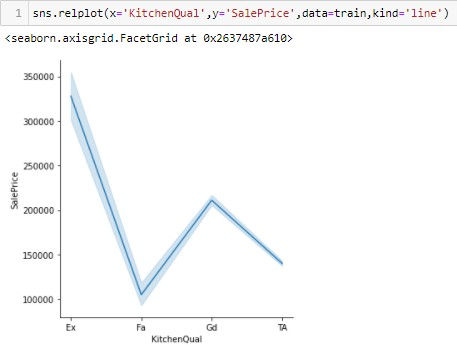 1 sns.relplot(x='KitchenQual',y='SalePrice',data=train,kind='line')
<seaborn.axisgrid.FacetGrid at 0x2637487a610>
350000
300000
250000
200000
150000
100000
SalePrice
Ex Fa Gd TA
KitchenQual